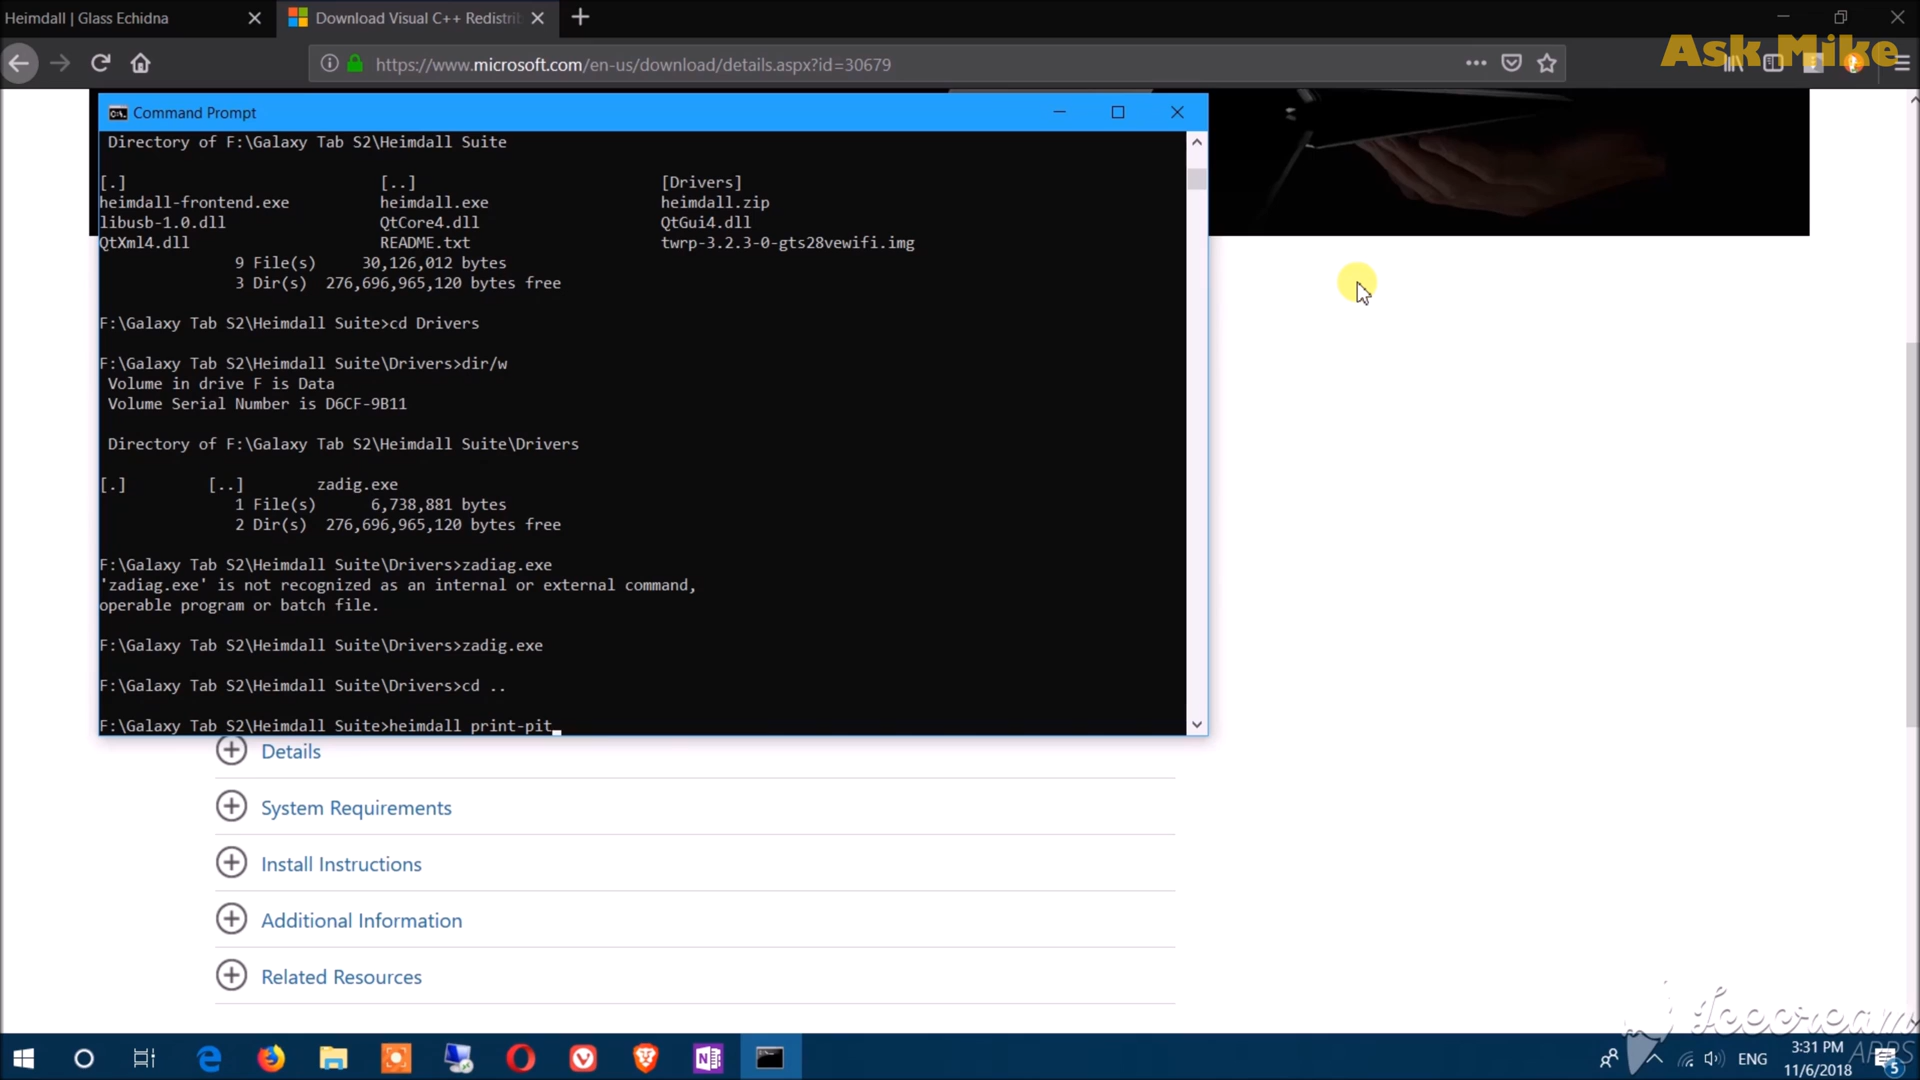 Heimdall | Glass Echidna
Download Visual C++ Redistrib
https://www.microsoft.com/en-us/download/details.aspx?id=30679
Ask Mike
Command Prompt
Directory of F:\Galaxy Tab S2\Heimdall Suite
[.] [..] [Drivers]
heimdall-frontend.exe heimdall.exe heimdall.zip
libusb-1.0.dll QtCore4.dll QtGui4.dll
QtXml4.dll README.txt twrp-3.2.3-0-gts28vewifi.img
9 File(s) 30,126,012 bytes
3 Dir(s) 276,696,965,120 bytes free
F:\Galaxy Tab S2\Heimdall Suite>cd Drivers
F:\Galaxy Tab S2\Heimdall Suite\Drivers>dir/w
Volume in drive F is Data
Volume Serial Number is D6CF-9B11
Directory of F:\Galaxy Tab S2\Heimdall Suite\Drivers
[.] [..] zadig.exe
1 File(s) 6,738,881 bytes
2 Dir(s) 276,696,965,120 bytes free
F:\Galaxy Tab S2\Heimdall Suite\Drivers>zadiag.exe
'zadiag.exe' is not recognized as an internal or external command,
operable program or batch file.
F:\Galaxy Tab S2\Heimdall Suite\Drivers>zadig.exe
F:\Galaxy Tab S2\Heimdall Suite\Drivers>cd ..
F:\Galaxy Tab S2\Heimdall Suite>heimdall print-pit_
Details
System Requirements
Install Instructions
Additional Information
Related Resources
Icecream
APPS
ENG
3:31 PM
11/6/2018
5